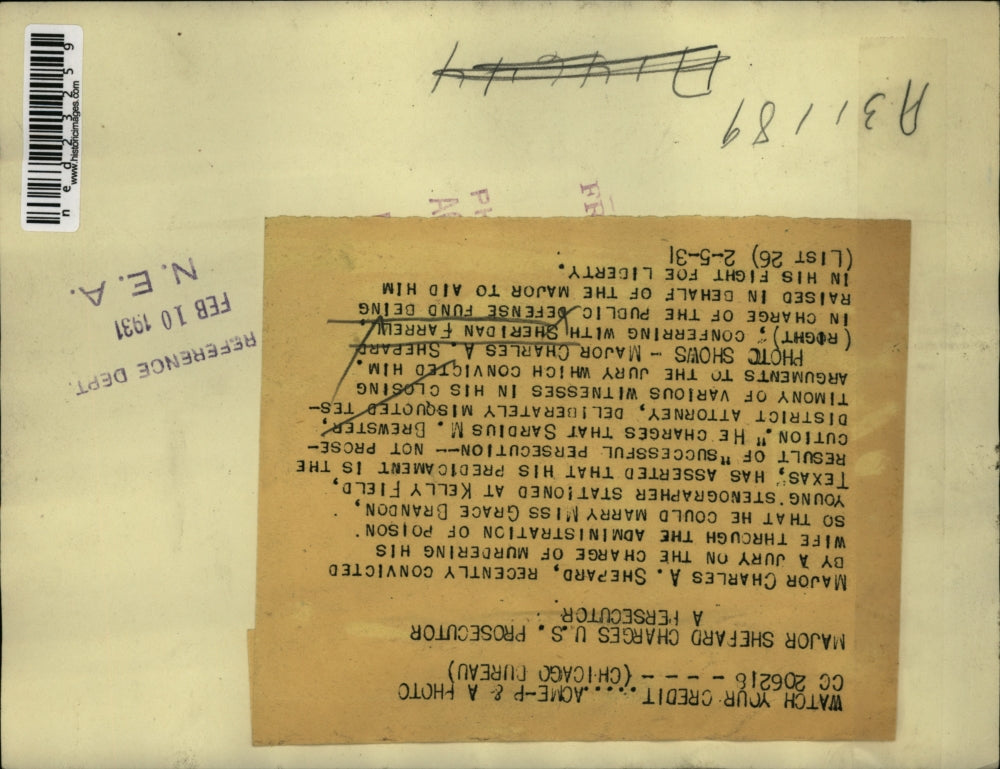 WATCH YOUR CREDIT.....ACME-P & A PHOTO
CC 206218 - - - - - (CHICAGO BUREAU)
MAJOR SHEPARD CHARGES U.S. PROSECUTOR
A PERSECUTOR
MAJOR CHARLES A. SHEPARD, RECENTLY CONVICTED
BY A JURY ON THE CHARGE OF MURDERING HIS
WIFE THROUGH THE ADMINISTRATION OF POISON
SO THAT HE COULD MARRY MISS GRACE BRANDON,
YOUNG STENOGRAPHER STATIONED AT KELLY FIELD,
TEXAS, HAS ASSERTED THAT HIS PREDICAMENT IS THE
RESULT OF "SUCCESSFUL PERSECUTION-- NOT PROSE-
CUTION." HE CHARGES THAT SARDIUS M. BREWSTER,
DISTRICT ATTORNEY, DELIBERATELY MISQUOTED TES-
TIMONY OF VARIOUS WITNESSES IN HIS CLOSING
ARGUMENTS TO THE JURY WHICH CONVICTED HIM.
PHOTO SHOWS - MAJOR CHARLES A. SHEPARD
(RIGHT), CONFERRING WITH SHERIDAN FARRELL
IN CHARGE OF THE PUBLIC DEFENSE FUND BEING
RAISED IN BEHALF OF THE MAJOR TO AID HIM
IN HIS FIGHT FOE LIBERTY.
(LIST 26) 2-5-31
REFERENCE DEPT.
FEB 10 1931
N. E. A.
A31189
ned23259
www.historicimages.com
FR
PH
AC